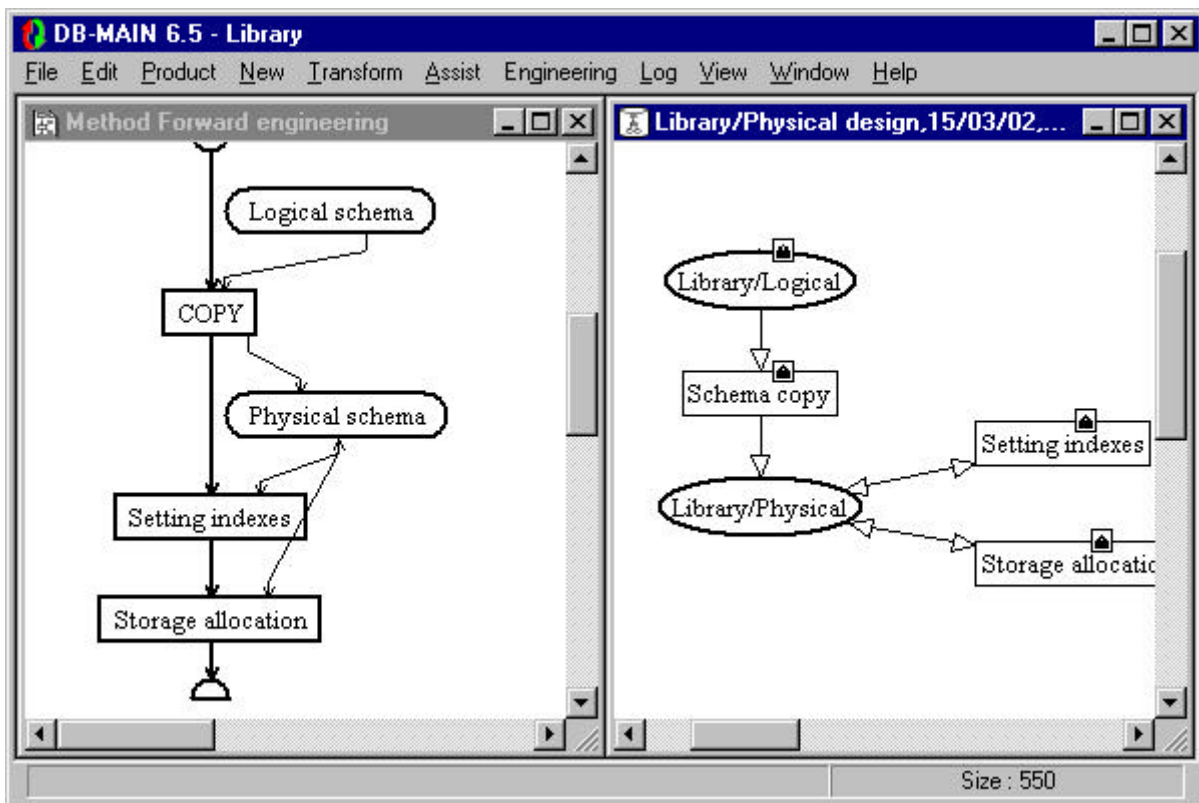 DB-MAIN 6.5 - Library
File Edit Product New Transform Assist Engineering Log View Window Help
Method Forward engineering
Logical schema
COPY
Physical schema
Setting indexes
Storage allocation
Library/Physical design,15/03/02,...
Library/Logical
Schema copy
Setting indexes
Library/Physical
Storage allocatio
Size : 550